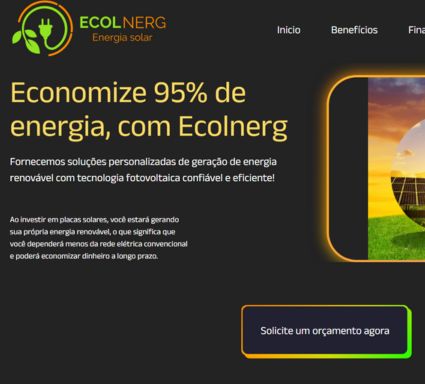 ECOLNERG
Energia solar
Inicio Benefícios Fina
Economize 95% de
energia, com Ecolnerg
Fornecemos soluções personalizadas de geração de energia
renovável com tecnologia fotovoltaica confiável e eficiente!
Ao investir em placas solares, você estará gerando
sua própria energia renovável, o que significa que
você dependerá menos da rede elétrica convencional
e poderá economizar dinheiro a longo prazo.
Solicite um orçamento agora